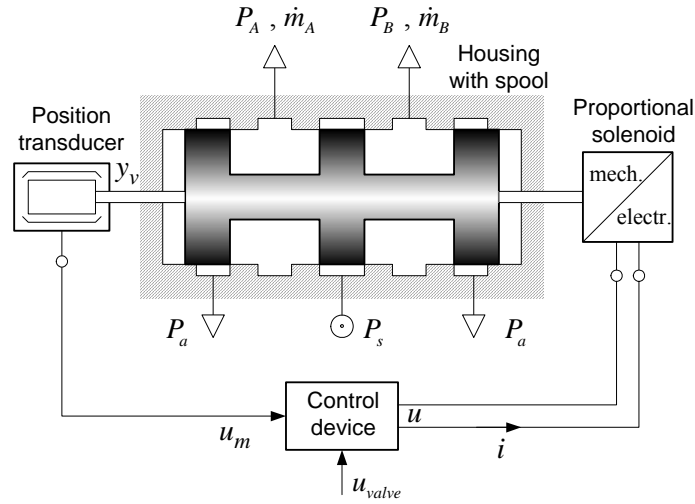 P_A , ṁ_A
P_B , ṁ_B
Housing
with spool
Position
transducer
Proportional
solenoid
y_v
mech.
electr.
P_a
P_s
P_a
Control
device
u_m
u
i
u_valve